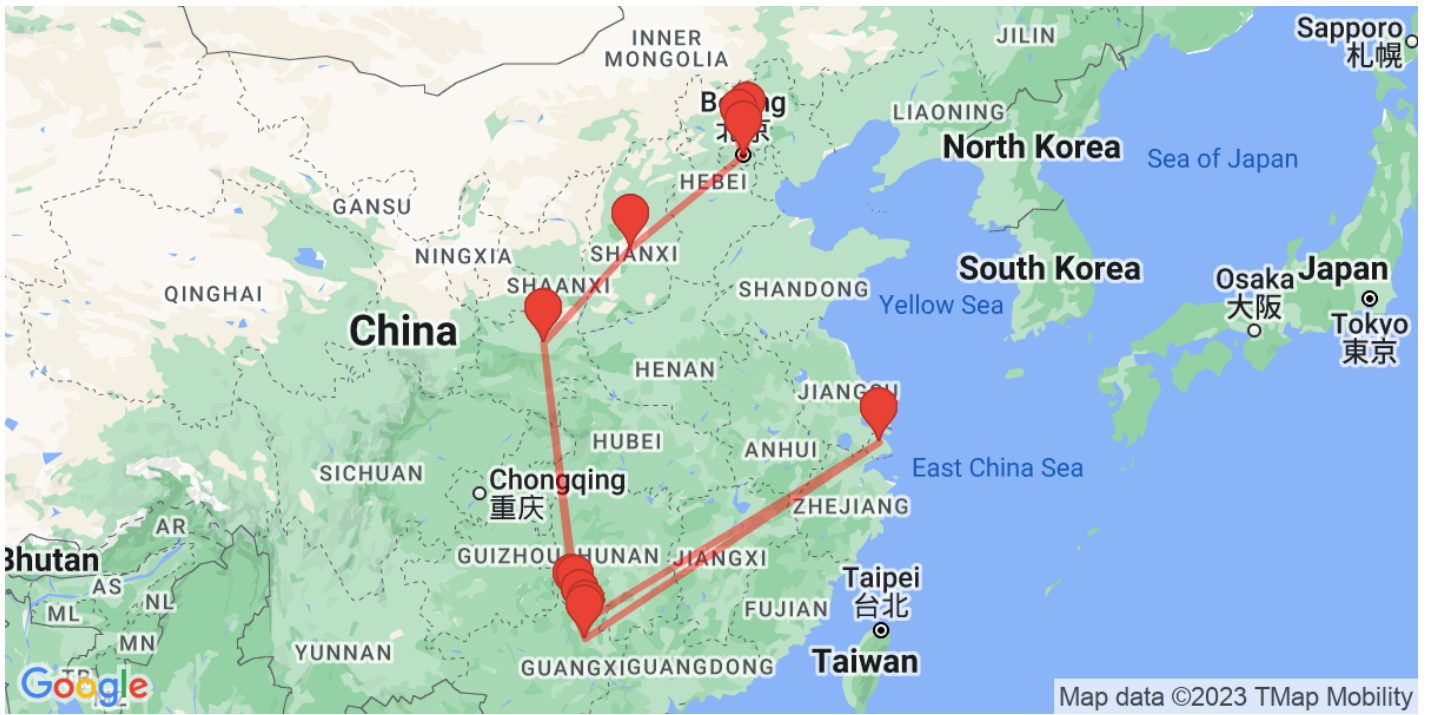 INNER
MONGOLIA
JILIN
Sapporo
札幌
LIAONING
North Korea
Sea of Japan
HEBEI
GANSU
NINGXIA
SHANXI
SHAANXI
QINGHAI
SHANDONG
South Korea
Yellow Sea
Osaka
大阪
Japan
Tokyo
東京
China
HENAN
HUBEI
ANHUI
East China Sea
SICHUAN
Chongqing
重庆
ZHEJIANG
AR
Bhutan
GUIZHOU
HUNAN
JIANGXI
AS
NL
ML
MN
Taipei
台北
FUJIAN
YUNNAN
GUANGXI
GUANGDONG
Taiwan
Google
Map data ©2023 TMap Mobility